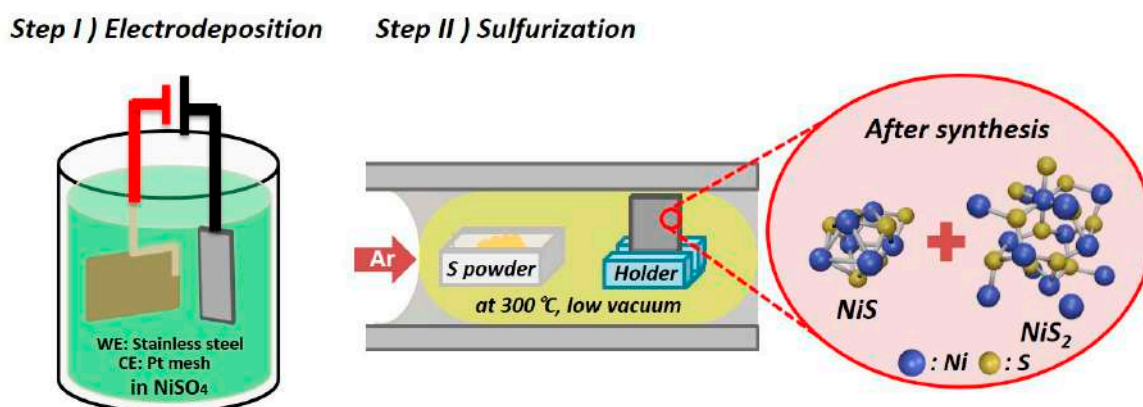 Step I ) Electrodeposition
Step II ) Sulfurization
WE: Stainless steel
CE: Pt mesh
in NiSO₄
Ar
S powder
Holder
at 300 ℃, low vacuum
After synthesis
NiS
NiS₂
: Ni
: S